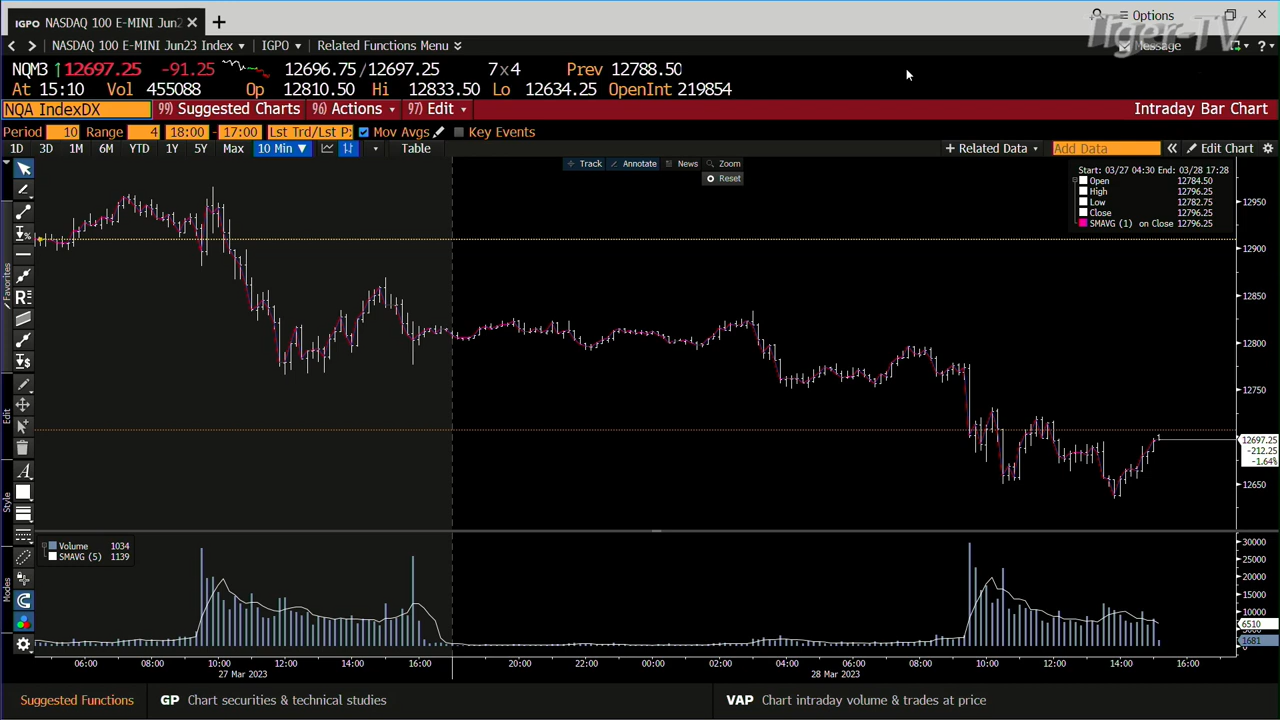 IGPO NASDAQ 100 E-MINI Jun2 × +
Options
Tiger-TV
< > NASDAQ 100 E-MINI Jun23 Index IGPO Related Functions Menu
Message ?
NQM3 ↑12697.25 -91.25 12696.75/12697.25 7x4 Prev 12788.50
At 15:10 Vol 455088 Op 12810.50 Hi 12833.50 Lo 12634.25 OpenInt 219854
NQA IndexDX 99) Suggested Charts 96) Actions 97) Edit Intraday Bar Chart
Period 10 Range 4 18:00 - 17:00 Lst Trd/Lst P: Mov Avgs Key Events
1D 3D 1M 6M YTD 1Y 5Y Max 10 Min ▼ Table + Related Data Add Data « Edit Chart
Track Annotate News Zoom
Reset
Start: 03/27 04:30 End: 03/28 17:28
Open 12784.50
High 12796.25
Low 12782.75
Close 12796.25
SMAVG (1) on Close 12796.25
Favorites
Edit
Style
Modes
12950
12900
12850
12800
12750
12697.25
-212.25
-1.64%
12650
Volume 1034
SMAVG (5) 1139
30000
25000
20000
15000
10000
6510
5000
1681
0
06:00 08:00 10:00 12:00 14:00 16:00 20:00 22:00 00:00 02:00 04:00 06:00 08:00 10:00 12:00 14:00 16:00
27 Mar 2023 28 Mar 2023
Suggested Functions GP Chart securities & technical studies VAP Chart intraday volume & trades at price